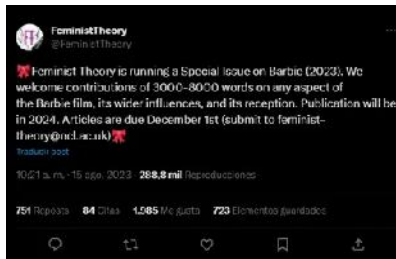 FeministTheory
@FeministTheory
🎀Feminist Theory is running a Special Issue on Barbie (2023). We
welcome contributions of 3000-8000 words on any aspect of
the Barbie film, its wider influences, and its reception. Publication will be
in 2024. Articles are due December 1st (submit to feminist-
theory@ncl.ac.uk)🎀
Traducir post
10:21 a. m. · 15 ago. 2023 · 288,8 mil Reproducciones
751 Reposts 84 Citas 1.985 Me gusta 723 Elementos guardados